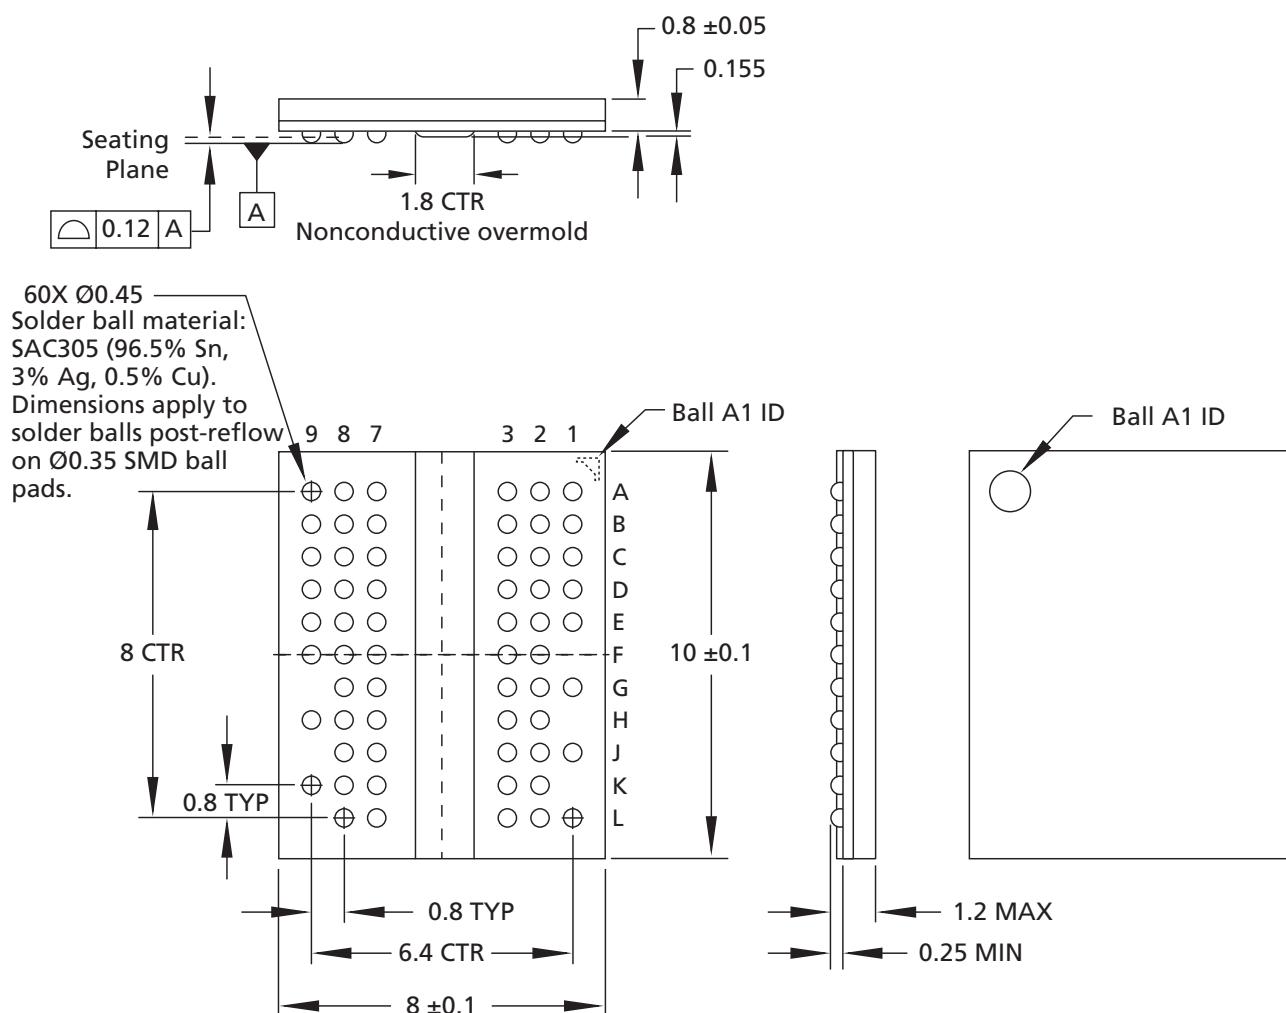 0.8 ±0.05
0.155
Seating
Plane
1.8 CTR
Nonconductive overmold
0.12 A
A
60X Ø0.45
Solder ball material:
SAC305 (96.5% Sn,
3% Ag, 0.5% Cu).
Dimensions apply to
solder balls post-reflow
on Ø0.35 SMD ball
pads.
9 8 7 3 2 1
Ball A1 ID
Ball A1 ID
A
B
C
D
E
F
G
H
J
K
L
8 CTR
10 ±0.1
0.8 TYP
0.8 TYP
1.2 MAX
6.4 CTR
0.25 MIN
8 ±0.1